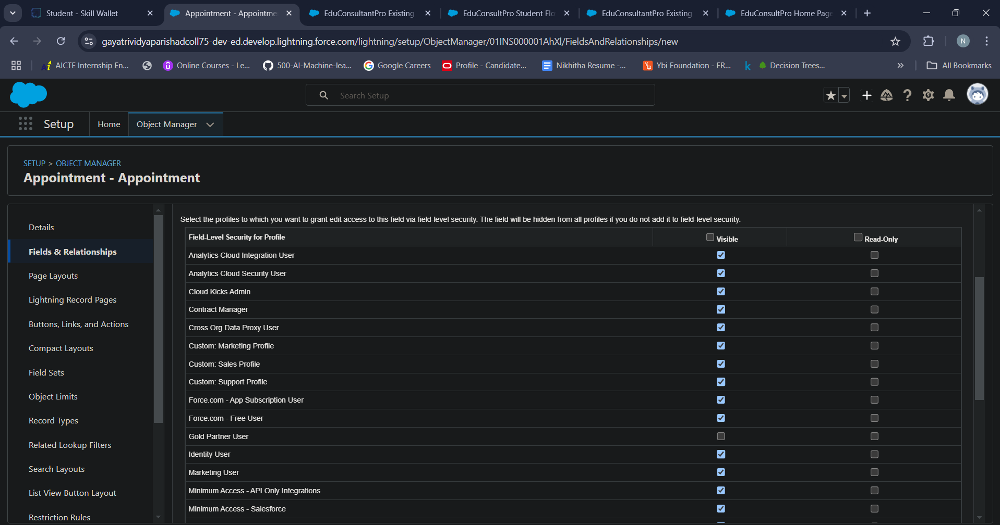 Student - Skill Wallet
Appointment - Appointme
EduConsultantPro Existing
EduConsultPro Student Flo
EduConsultantPro Existing
EduConsultPro Home Page
gayatrividyaparishadcoll75-dev-ed.develop.lightning.force.com/lightning/setup/ObjectManager/01INS000001AhXl/FieldsAndRelationships/new
N
AICTE Internship En...
Online Courses - Le...
500-AI-Machine-lea...
Google Careers
Profile - Candidate...
Nikhitha Resume -...
Ybi Foundation - FR...
k
Decision Trees...
All Bookmarks
Search Setup
Setup
Home
Object Manager
SETUP > OBJECT MANAGER
Appointment - Appointment
Details
Fields & Relationships
Page Layouts
Lightning Record Pages
Buttons, Links, and Actions
Compact Layouts
Field Sets
Object Limits
Record Types
Related Lookup Filters
Search Layouts
List View Button Layout
Restriction Rules
Select the profiles to which you want to grant edit access to this field via field-level security. The field will be hidden from all profiles if you do not add it to field-level security.
Field-Level Security for Profile
Visible
Read-Only
Analytics Cloud Integration User
Analytics Cloud Security User
Cloud Kicks Admin
Contract Manager
Cross Org Data Proxy User
Custom: Marketing Profile
Custom: Sales Profile
Custom: Support Profile
Force.com - App Subscription User
Force.com - Free User
Gold Partner User
Identity User
Marketing User
Minimum Access - API Only Integrations
Minimum Access - Salesforce